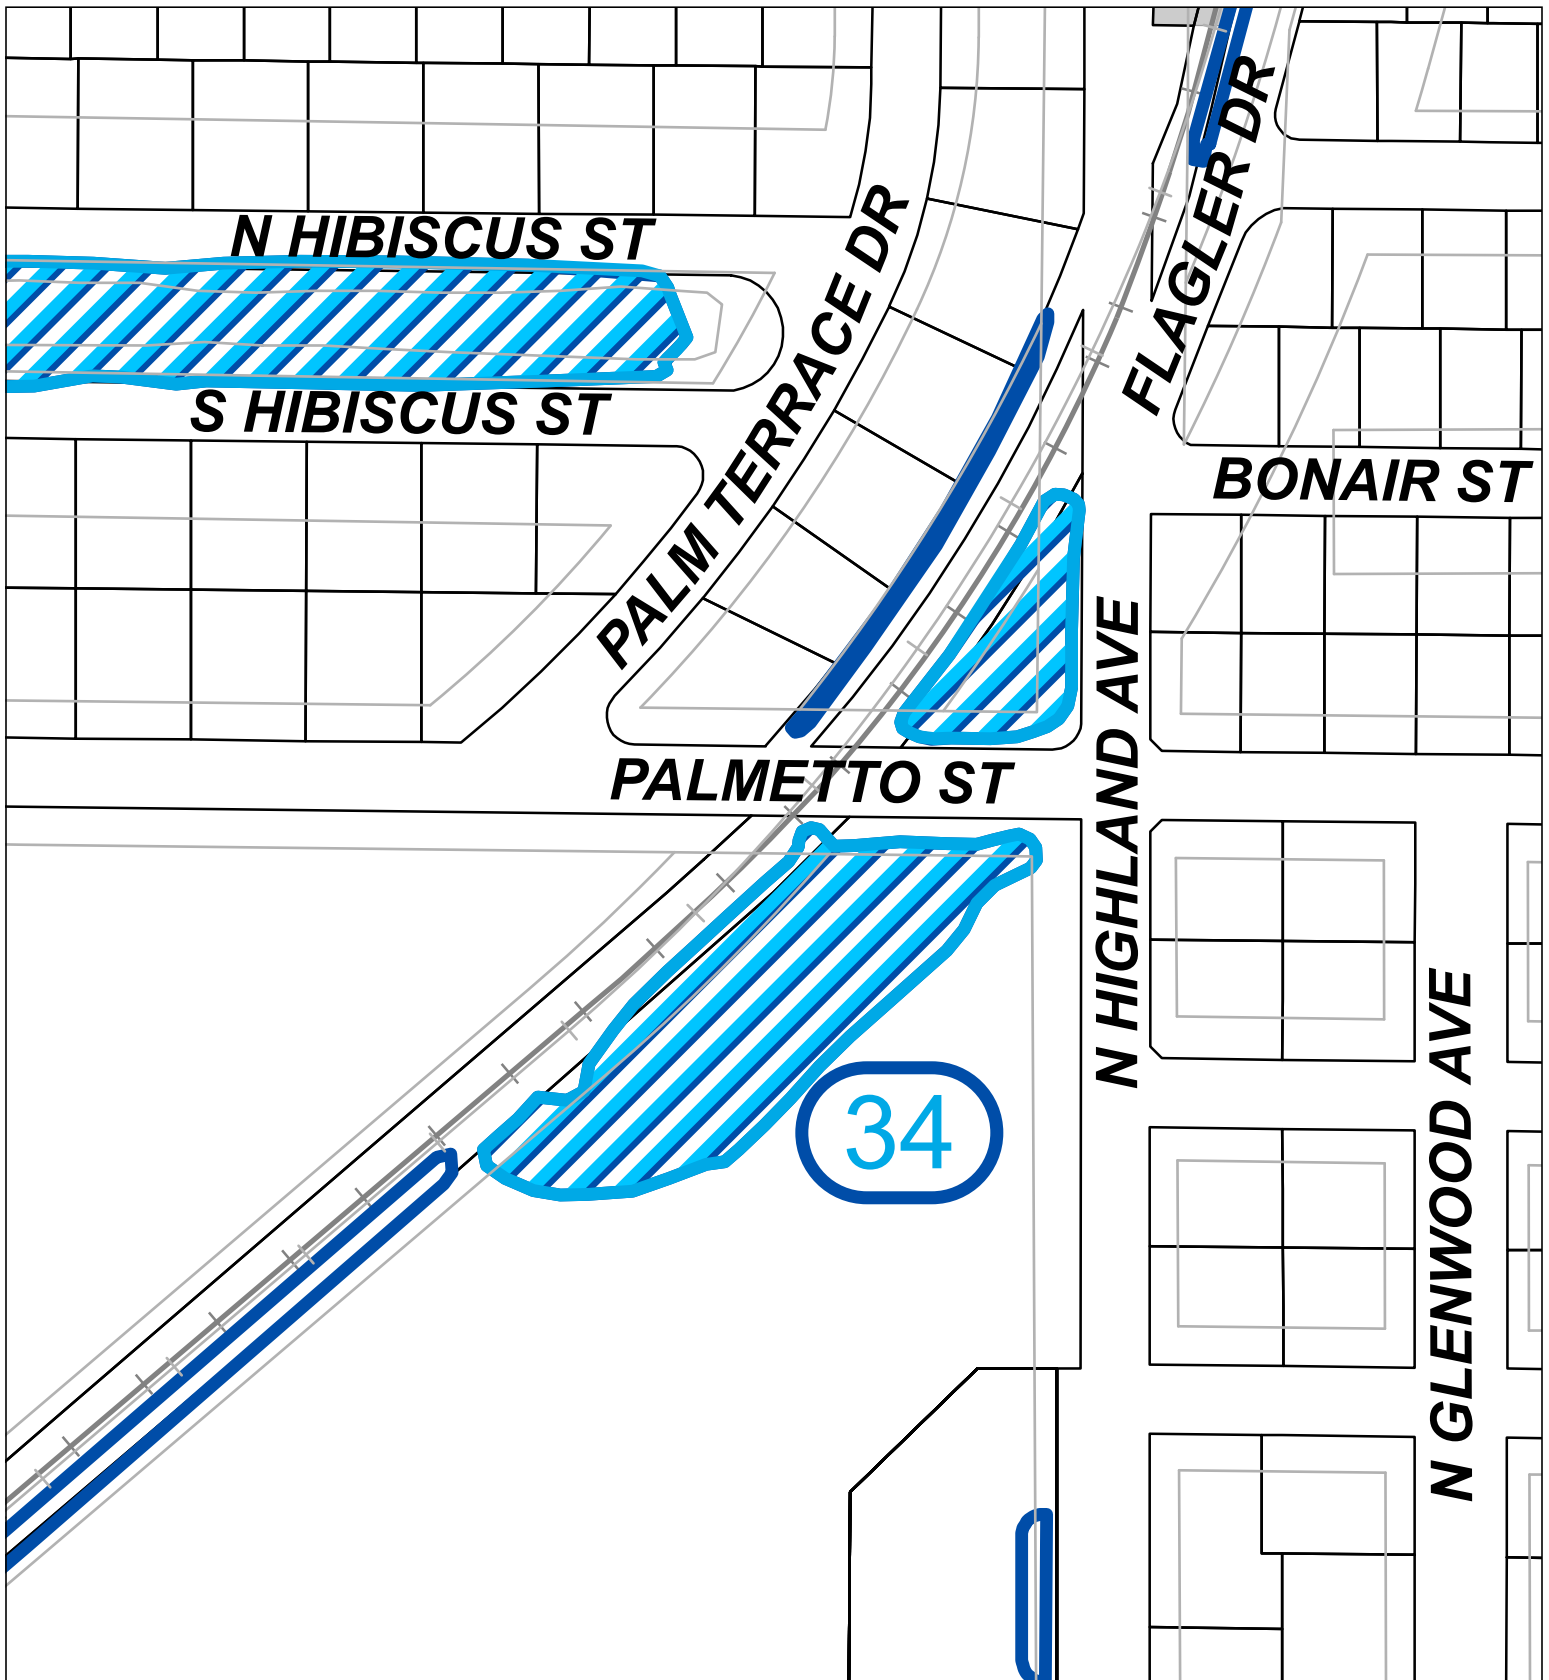 FLAGLER DR
N HIBISCUS ST
PALM TERRACE DR
S HIBISCUS ST
BONAIR ST
PALMETTO ST
N HIGHLAND AVE
34
N GLENWOOD AVE